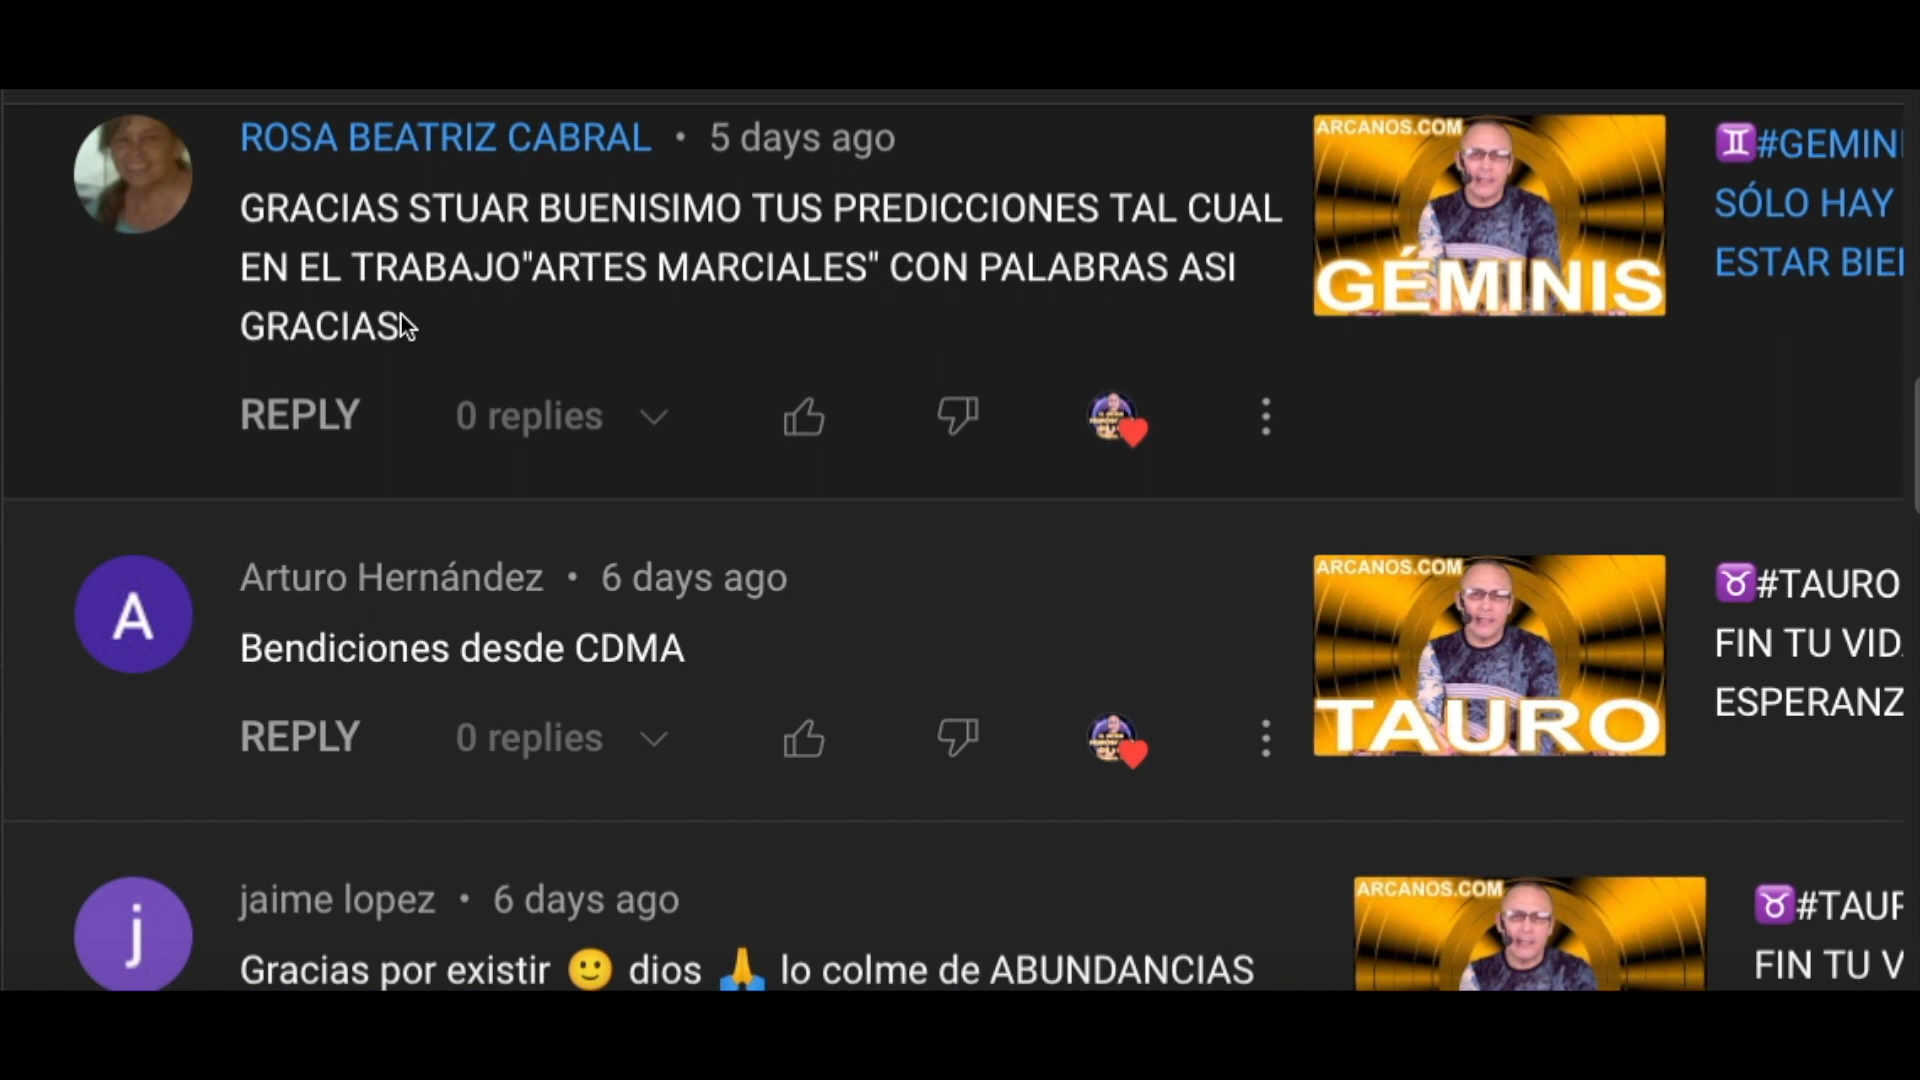 ROSA BEATRIZ CABRAL • 5 days ago
GRACIAS STUAR BUENISIMO TUS PREDICCIONES TAL CUAL
EN EL TRABAJO"ARTES MARCIALES" CON PALABRAS ASI
GRACIAS
REPLY 0 replies
ARCANOS.COM
GÉMINIS
♊#GEMINI
SÓLO HAY
ESTAR BIE
A
Arturo Hernández • 6 days ago
Bendiciones desde CDMA
REPLY 0 replies
ARCANOS.COM
TAURO
♉#TAURO
FIN TU VID
ESPERANZ
j
jaime lopez • 6 days ago
Gracias por existir 🙂 dios 🙏 lo colme de ABUNDANCIAS
ARCANOS.COM
♉#TAUR
FIN TU V